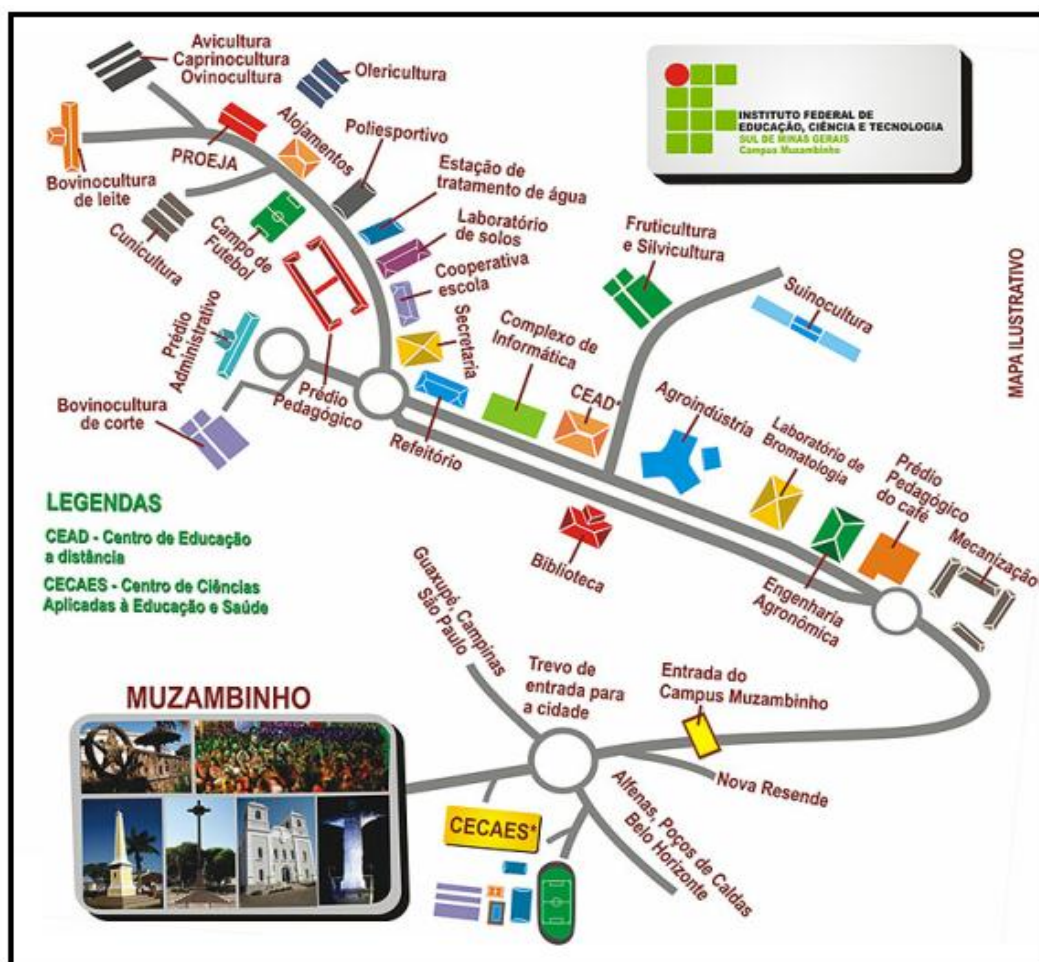 Avicultura
Caprinocultura
Ovinocultura
Olericultura
INSTITUTO FEDERAL DE
EDUCAÇÃO, CIÊNCIA E TECNOLOGIA
SUL DE MINAS GERAIS
Campus Muzambinho
PROEJA
Alojamentos
Poliesportivo
Bovinocultura
de leite
Estação de
tratamento de água
Cunicultura
Campo de
Futebol
Laboratório
de solos
Cooperativa
escola
Fruticultura
e Silvicultura
Suinocultura
MAPA ILUSTRATIVO
Prédio
Administrativo
Secretaria
Complexo de
Informática
Prédio
Pedagógico
CEAD*
Bovinocultura
de corte
Refeitório
Agroindústria
Laboratório de
Bromatologia
Prédio
Pedagógico
do café
Mecanização
LEGENDAS
CEAD - Centro de Educação
a distância
CECAES - Centro de Ciências
Aplicadas à Educação e Saúde
Biblioteca
Engenharia
Agronômica
Guaxupé, Campinas
São Paulo
Trevo de
entrada para
a cidade
Entrada do
Campus Muzambinho
MUZAMBINHO
Nova Resende
CECAES*
Alfenas, Poços de Caldas
Belo Horizonte